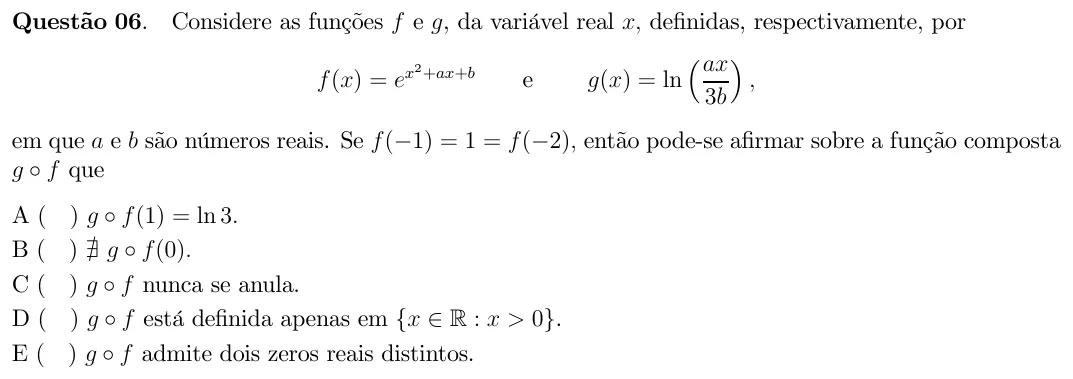 Questão 06. Considere as funções f e g, da variável real x, definidas, respectivamente, por
f(x) = e^{x^2+ax+b} e g(x) = ln(ax/3b),
em que a e b são números reais. Se f(−1) = 1 = f(−2), então pode-se afirmar sobre a função composta
g ∘ f que
A ( ) g ∘ f(1) = ln 3.
B ( ) ∄ g ∘ f(0).
C ( ) g ∘ f nunca se anula.
D ( ) g ∘ f está definida apenas em {x ∈ ℝ : x > 0}.
E ( ) g ∘ f admite dois zeros reais distintos.